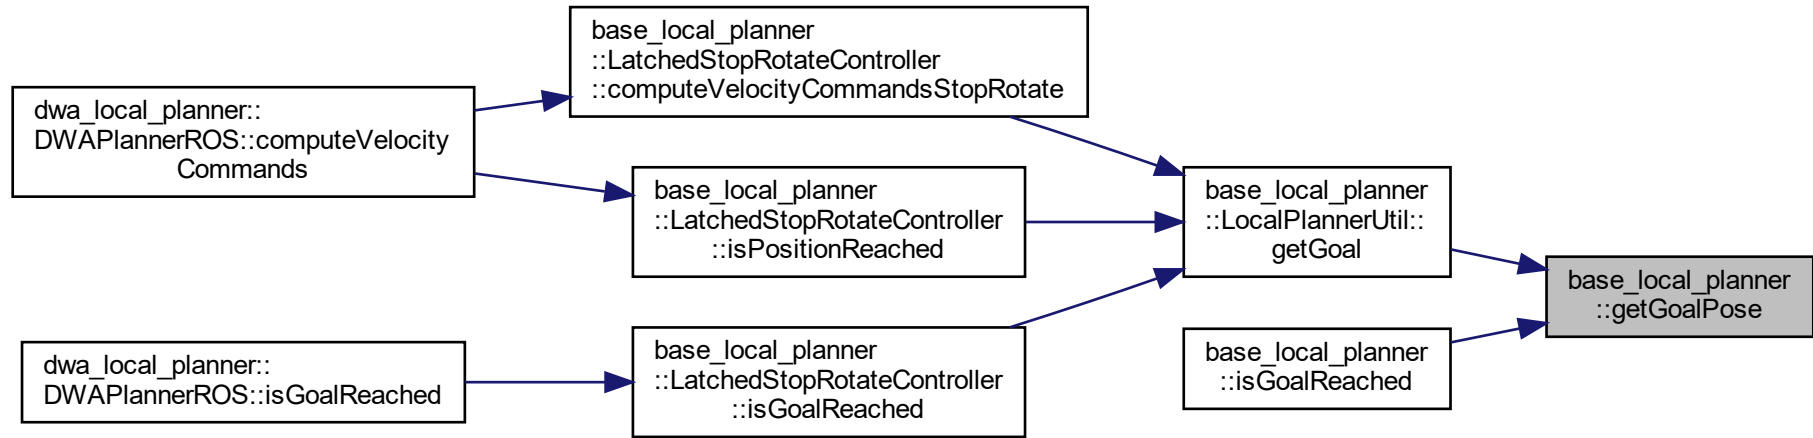 base_local_planner
::LatchedStopRotateController
::computeVelocityCommandsStopRotate
dwa_local_planner::
DWAPlannerROS::computeVelocity
Commands
base_local_planner
::LatchedStopRotateController
::isPositionReached
base_local_planner
::LocalPlannerUtil::
getGoal
base_local_planner
::getGoalPose
dwa_local_planner::
DWAPlannerROS::isGoalReached
base_local_planner
::LatchedStopRotateController
::isGoalReached
base_local_planner
::isGoalReached